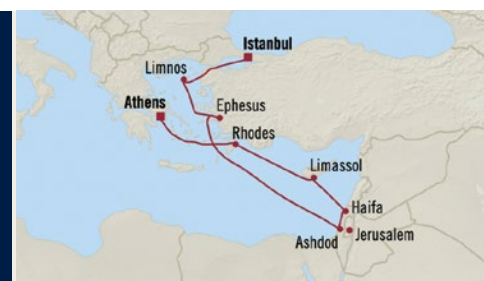 Istanbul
Limnos
Athens
Ephesus
Rhodes
Limassol
Haifa
Ashdod
Jerusalem